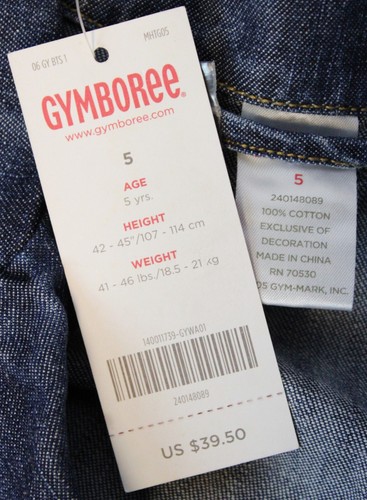 06 GY BTS 1
MH1G05
GYMBOREE®
www.gymboree.com
5
AGE
5 yrs.
HEIGHT
42 - 45"/107 - 114 cm
WEIGHT
41 - 46 lbs./18.5 - 21 kg
140011739-GYWA01
240148089
US $39.50
5
240148089
100% COTTON
EXCLUSIVE OF
DECORATION
MADE IN CHINA
RN 70530
05 GYM-MARK, INC.